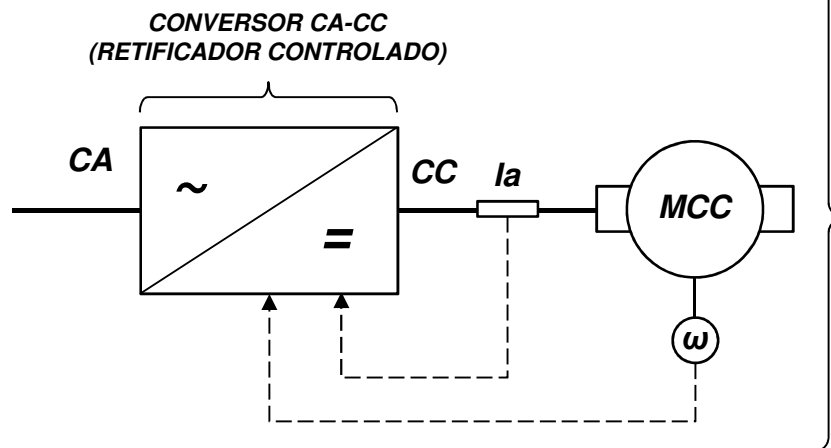 CONVERSOR CA-CC
(RETIFICADOR CONTROLADO)
CA
~
CC
Ia
MCC
=
ω